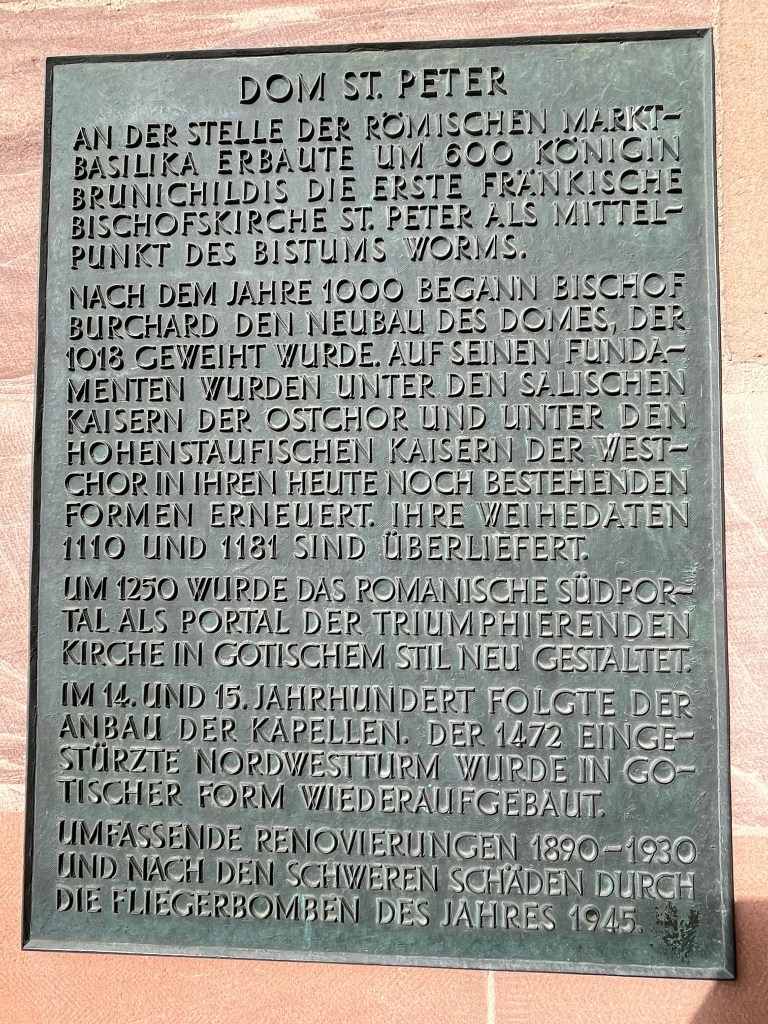 DOM ST. PETER
AN DER STELLE DER RÖMISCHEN MARKT-
BASILIKA ERBAUTE UM 600 KÖNIGIN
BRUNICHILDIS DIE ERSTE FRÄNKISCHE
BISCHOFSKIRCHE ST. PETER ALS MITTEL-
PUNKT DES BISTUMS WORMS.
NACH DEM JAHRE 1000 BEGANN BISCHOF
BURCHARD DEN NEUBAU DES DOMES, DER
1018 GEWEIHT WURDE. AUF SEINEN FUNDA-
MENTEN WURDEN UNTER DEN SALISCHEN
KAISERN DER OSTCHOR UND UNTER DEN
HOHENSTAUFISCHEN KAISERN DER WEST-
CHOR IN IHREN HEUTE NOCH BESTEHENDEN
FORMEN ERNEUERT. IHRE WEIHEDATEN
1110 UND 1181 SIND ÜBERLIEFERT.
UM 1250 WURDE DAS ROMANISCHE SÜDPOR-
TAL ALS PORTAL DER TRIUMPHIERENDEN
KIRCHE IN GOTISCHEM STIL NEU GESTALTET.
IM 14. UND 15. JAHRHUNDERT FOLGTE DER
ANBAU DER KAPELLEN. DER 1472 EINGE-
STÜRZTE NORDWESTTURM WURDE IN GO-
TISCHER FORM WIEDERAUFGEBAUT.
UMFASSENDE RENOVIERUNGEN 1890-1930
UND NACH DEN SCHWEREN SCHÄDEN DURCH
DIE FLIEGERBOMBEN DES JAHRES 1945.